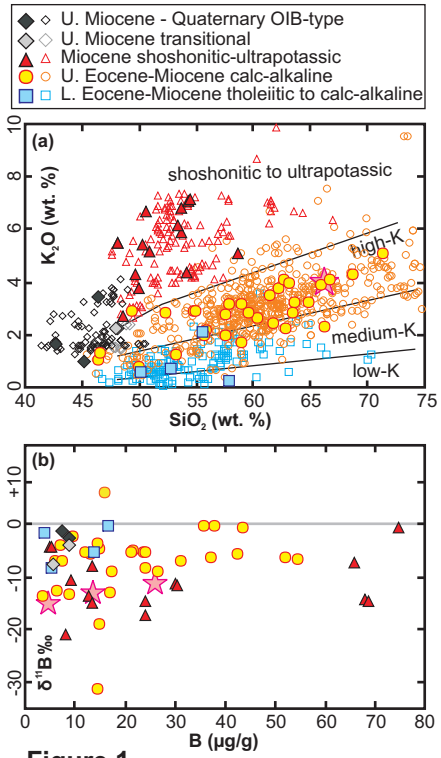 U. Miocene - Quaternary OIB-type
U. Miocene transitional
Miocene shoshonitic-ultrapotassic
U. Eocene-Miocene calc-alkaline
L. Eocene-Miocene tholeiitic to calc-alkaline
(a)
K₂O (wt. %)
10
8
6
4
2
0
shoshonitic to ultrapotassic
high-K
medium-K
low-K
40 45 50 55 60 65 70 75
SiO₂ (wt. %)
(b)
δ¹¹B‰
+10
0
-10
-20
-30
0 10 20 30 40 50 60 70 80
B (µg/g)